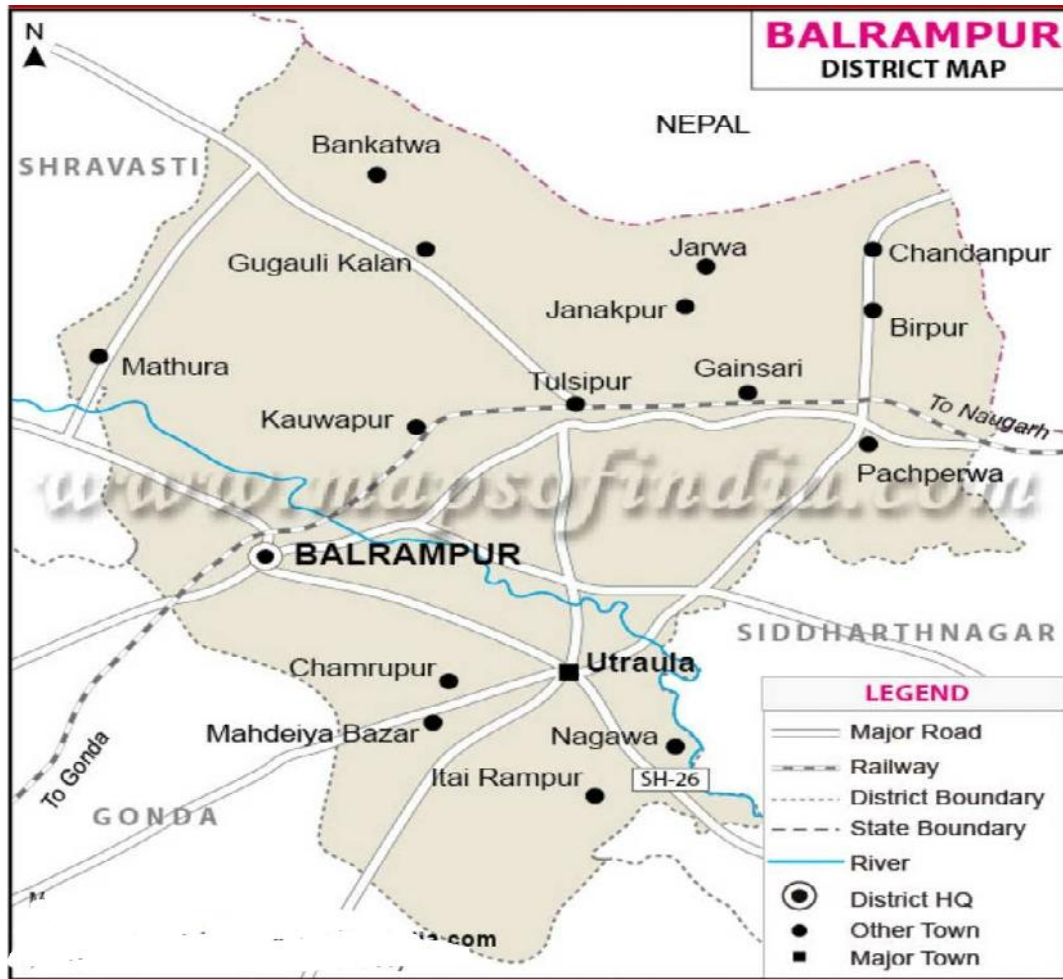 N
BALRAMPUR
DISTRICT MAP
NEPAL
Bankatwa
SHRAVASTI
Jarwa
Chandanpur
Gugauli Kalan
Janakpur
Birpur
Mathura
Gainsari
Tulsipur
Kauwapur
To Naugarh
Pachperwa
www.mapsofindia.com
BALRAMPUR
SIDDHARTHNAGAR
Utraula
Chamrupur
Mahdeiya Bazar
Nagawa
Itai Rampur
SH-26
To Gonda
GONDA
LEGEND
Major Road
Railway
District Boundary
State Boundary
River
District HQ
Other Town
Major Town
.com